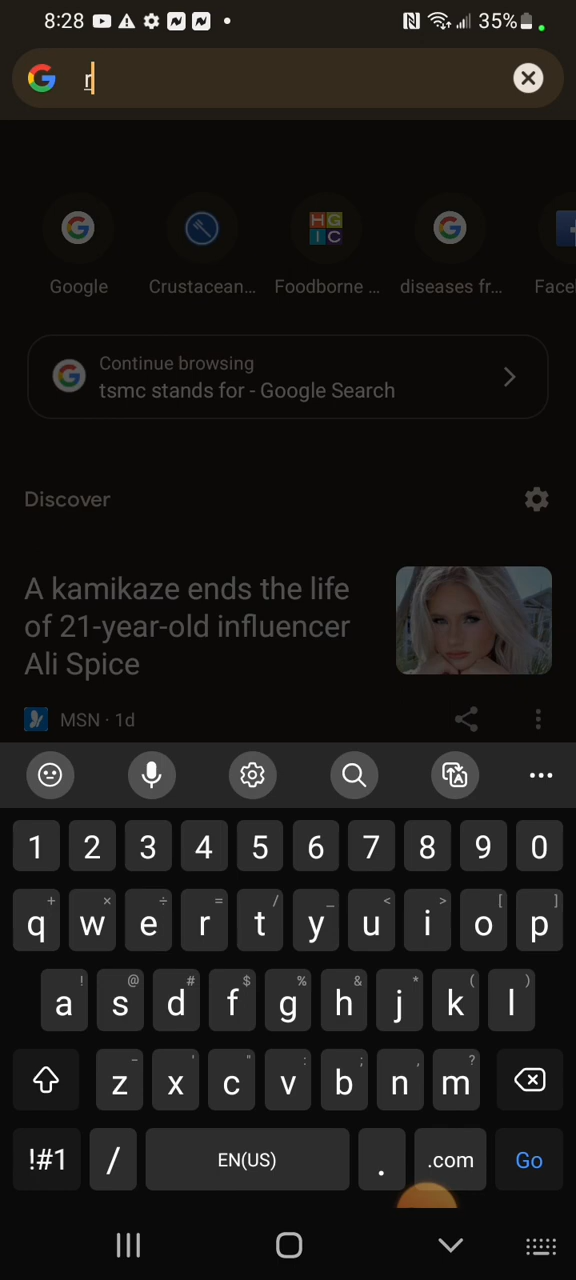 8:28 35%
r
Google Crustacean... Foodborne ... diseases fr... Face
Continue browsing
tsmc stands for - Google Search
Discover
A kamikaze ends the life
of 21-year-old influencer
Ali Spice
MSN · 1d
1 2 3 4 5 6 7 8 9 0
+ × ÷ = / _ < > [ ]
q w e r t y u i o p
! @ # $ % & * ( )
a s d f g h j k l
- ' " : ; , ?
z x c v b n m
!#1 / EN(US) . .com Go